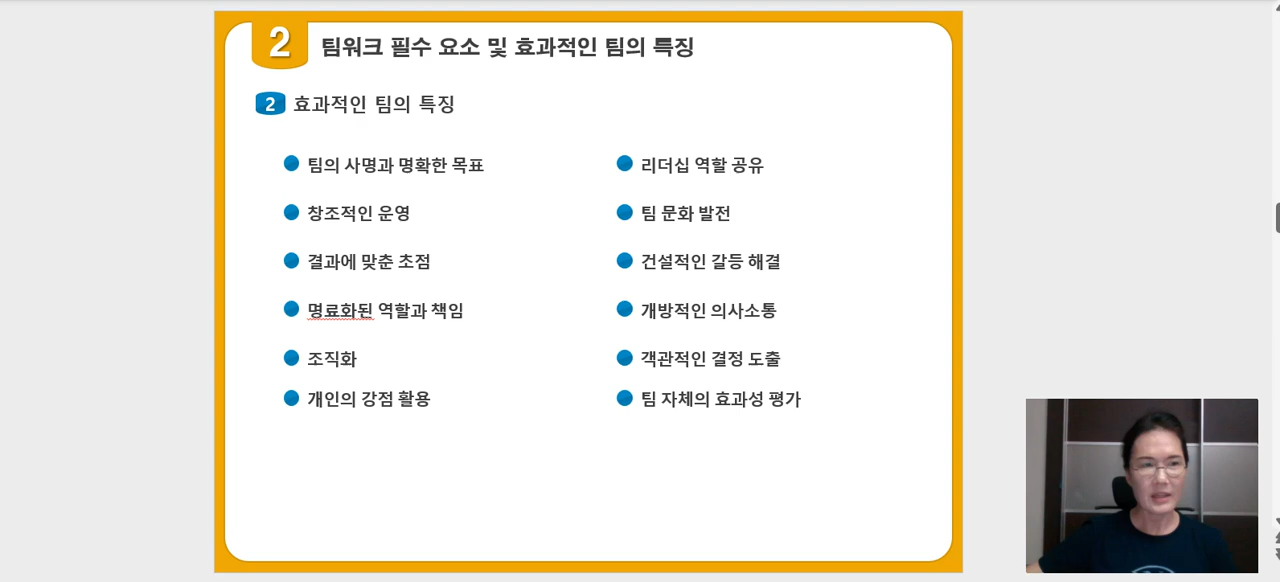 2 팀워크 필수 요소 및 효과적인 팀의 특징
2 효과적인 팀의 특징
팀의 사명과 명확한 목표
창조적인 운영
결과에 맞춘 초점
명료화된 역할과 책임
조직화
개인의 강점 활용
리더십 역할 공유
팀 문화 발전
건설적인 갈등 해결
개방적인 의사소통
객관적인 결정 도출
팀 자체의 효과성 평가